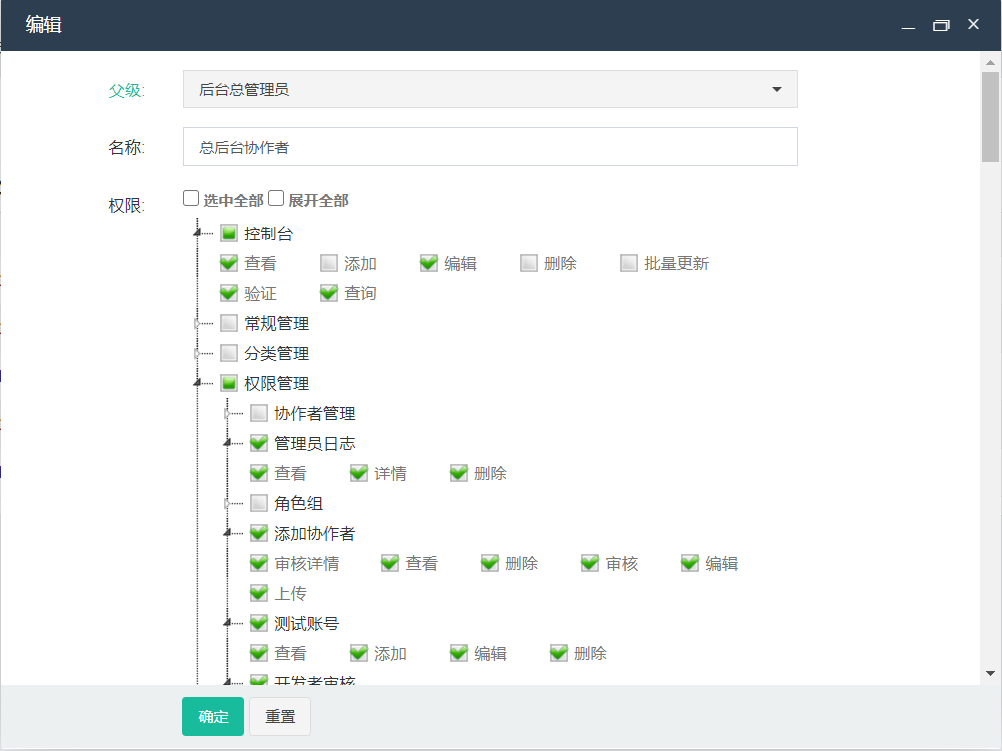 编辑
父级: 后台总管理员
名称: 总后台协作者
权限: 选中全部 展开全部
控制台
查看 添加 编辑 删除 批量更新
验证 查询
常规管理
分类管理
权限管理
协作者管理
管理员日志
查看 详情 删除
角色组
添加协作者
审核详情 查看 删除 审核 编辑
上传
测试账号
查看 添加 编辑 删除
开发者审核
确定 重置